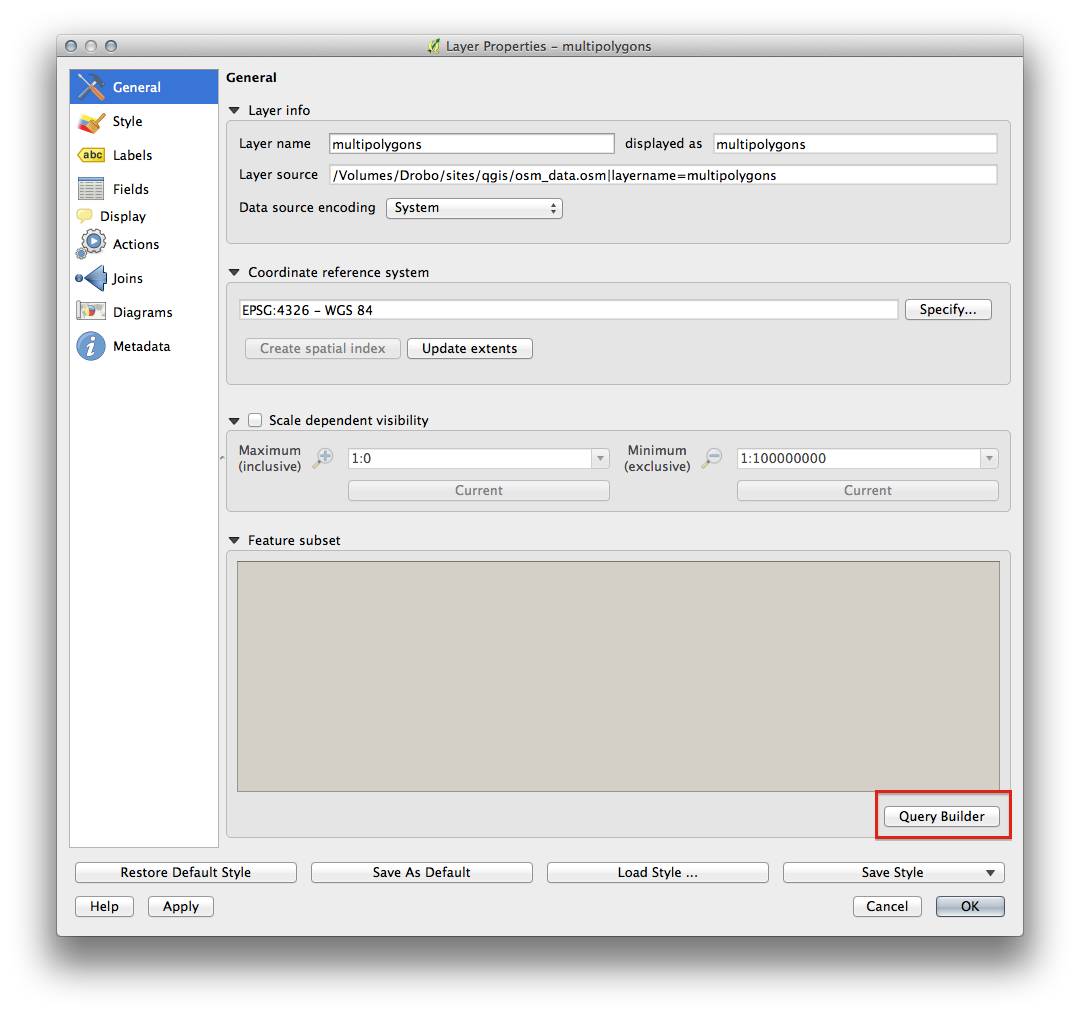 Layer Properties – multipolygons
General
Style
abc Labels
Fields
Display
Actions
Joins
Diagrams
i Metadata
General
Layer info
Layer name multipolygons displayed as multipolygons
Layer source /Volumes/Drobo/sites/qgis/osm_data.osm|layername=multipolygons
Data source encoding System
Coordinate reference system
EPSG:4326 – WGS 84 Specify...
Create spatial index Update extents
Scale dependent visibility
Maximum (inclusive) 1:0 Minimum (exclusive) 1:100000000
Current Current
Feature subset
Query Builder
Restore Default Style Save As Default Load Style ... Save Style
Help Apply Cancel OK